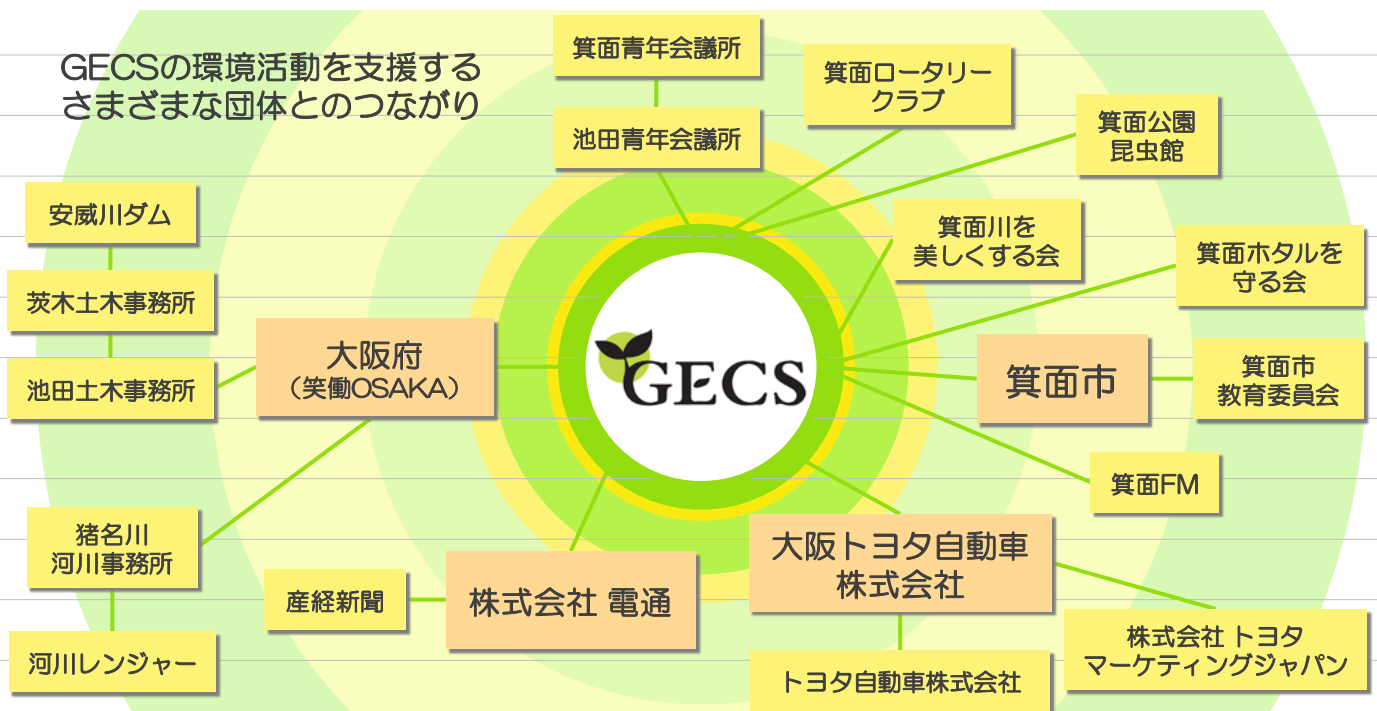 GECSの環境活動を支援する
さまざまな団体とのつながり
箕面青年会議所
池田青年会議所
箕面ロータリー
クラブ
箕面公園
昆虫館
安威川ダム
茨木土木事務所
池田土木事務所
大阪府
（笑働OSAKA）
箕面川を
美しくする会
箕面ホタルを
守る会
GECS
箕面市
箕面市
教育委員会
箕面FM
猪名川
河川事務所
河川レンジャー
産経新聞
株式会社 電通
大阪トヨタ自動車
株式会社
トヨタ自動車株式会社
株式会社 トヨタ
マーケティングジャパン